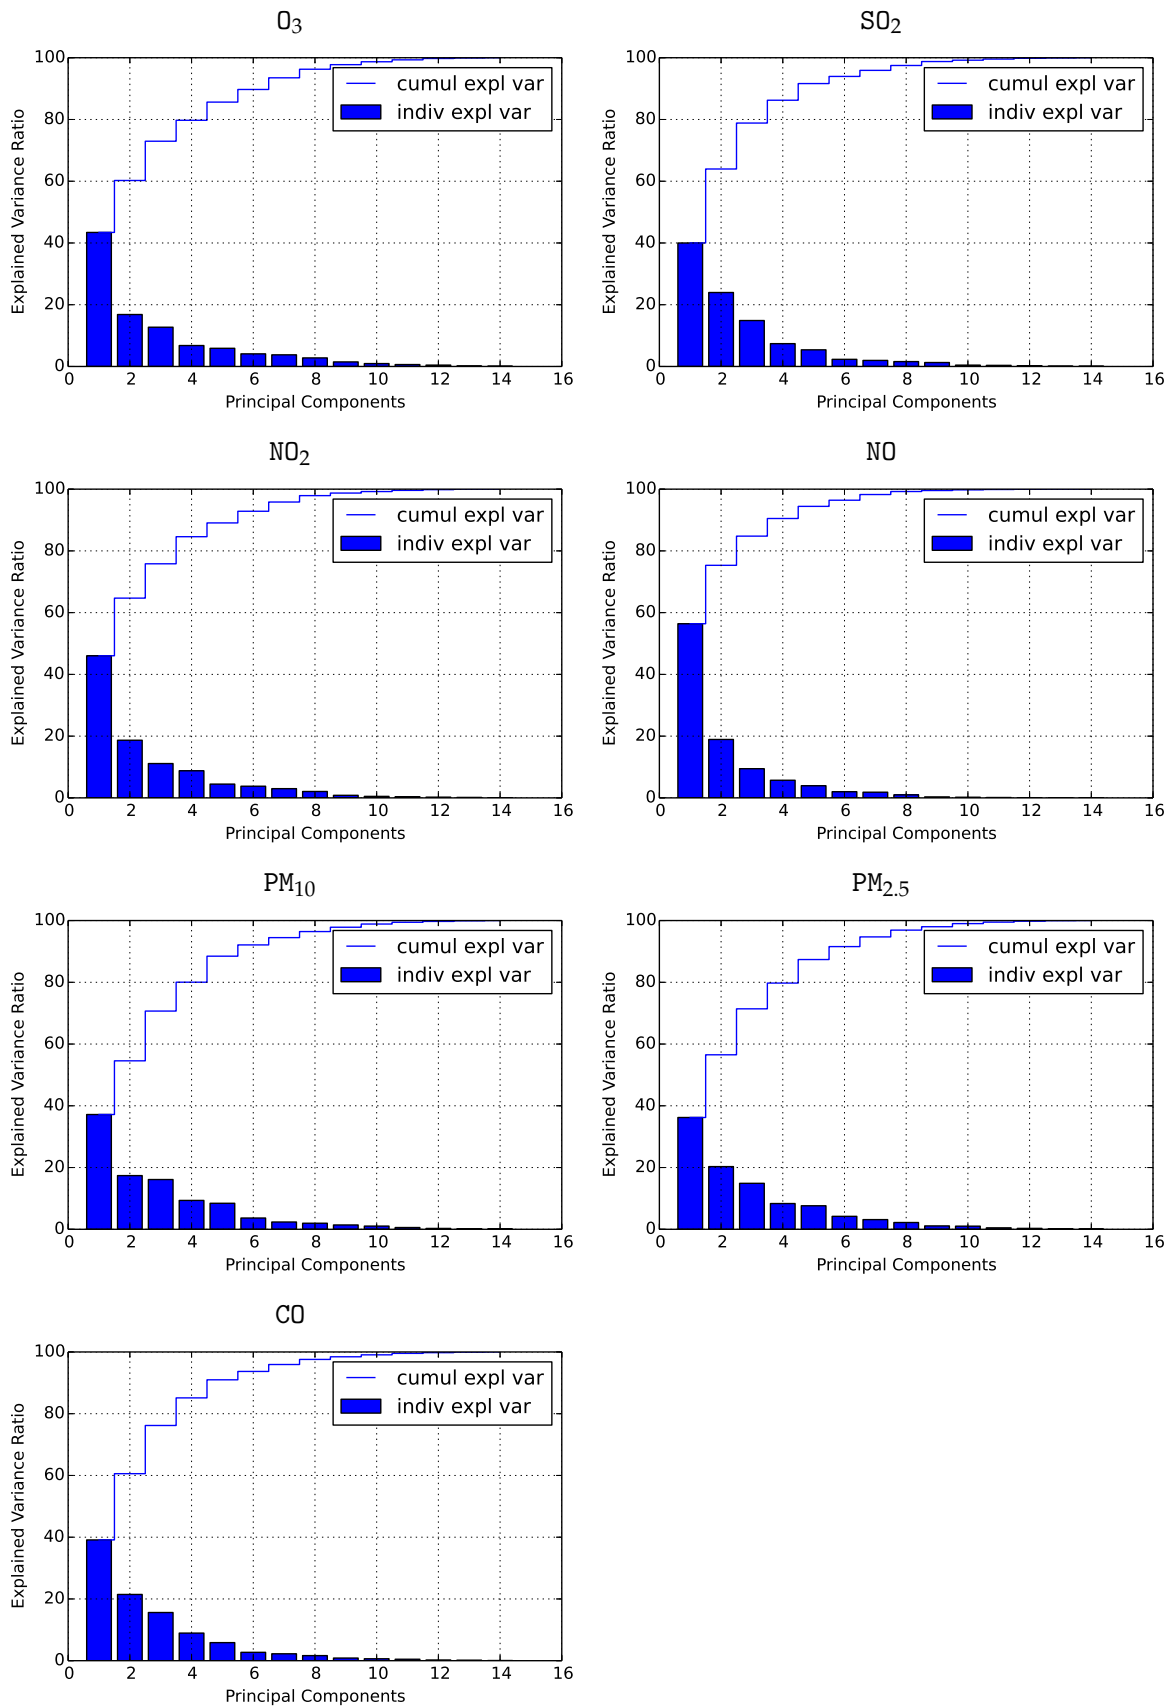 O₃
100
80
60
40
20
0
Explained Variance Ratio
cumul expl var
indiv expl var
0 2 4 6 8 10 12 14 16
Principal Components
SO₂
100
80
60
40
20
0
Explained Variance Ratio
cumul expl var
indiv expl var
0 2 4 6 8 10 12 14 16
Principal Components
NO₂
100
80
60
40
20
0
Explained Variance Ratio
cumul expl var
indiv expl var
0 2 4 6 8 10 12 14 16
Principal Components
NO
100
80
60
40
20
0
Explained Variance Ratio
cumul expl var
indiv expl var
0 2 4 6 8 10 12 14 16
Principal Components
PM₁₀
100
80
60
40
20
0
Explained Variance Ratio
cumul expl var
indiv expl var
0 2 4 6 8 10 12 14 16
Principal Components
PM₂.₅
100
80
60
40
20
0
Explained Variance Ratio
cumul expl var
indiv expl var
0 2 4 6 8 10 12 14 16
Principal Components
CO
100
80
60
40
20
0
Explained Variance Ratio
cumul expl var
indiv expl var
0 2 4 6 8 10 12 14 16
Principal Components